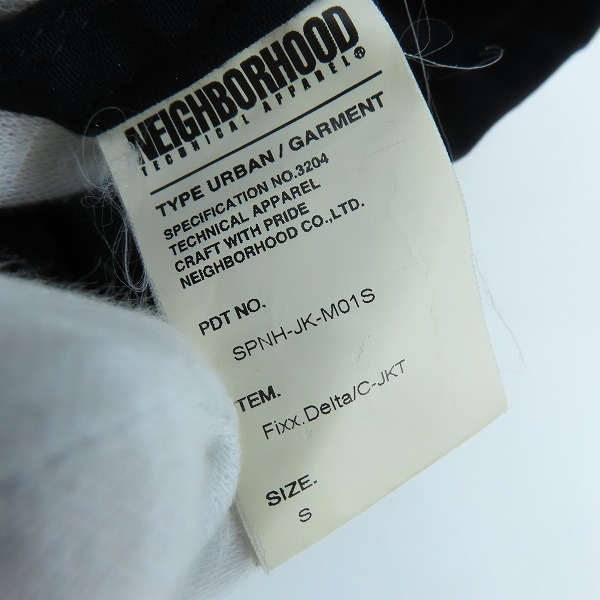 NEIGHBORHOOD®
TECHNICAL APPAREL
TYPE URBAN / GARMENT
SPECIFICATION NO.3204
TECHNICAL APPAREL
CRAFT WITH PRIDE
NEIGHBORHOOD CO.,LTD.
PDT NO.
SPNH-JK-M01S
TEM.
Fixx.Delta/C-JKT
SIZE.
S